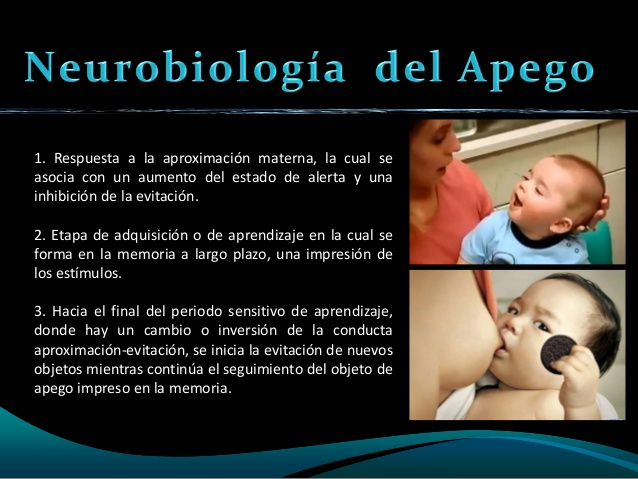 Neurobiología del Apego
1. Respuesta a la aproximación materna, la cual se
asocia con un aumento del estado de alerta y una
inhibición de la evitación.
2. Etapa de adquisición o de aprendizaje en la cual se
forma en la memoria a largo plazo, una impresión de
los estímulos.
3. Hacia el final del periodo sensitivo de aprendizaje,
donde hay un cambio o inversión de la conducta
aproximación-evitación, se inicia la evitación de nuevos
objetos mientras continúa el seguimiento del objeto de
apego impreso en la memoria.